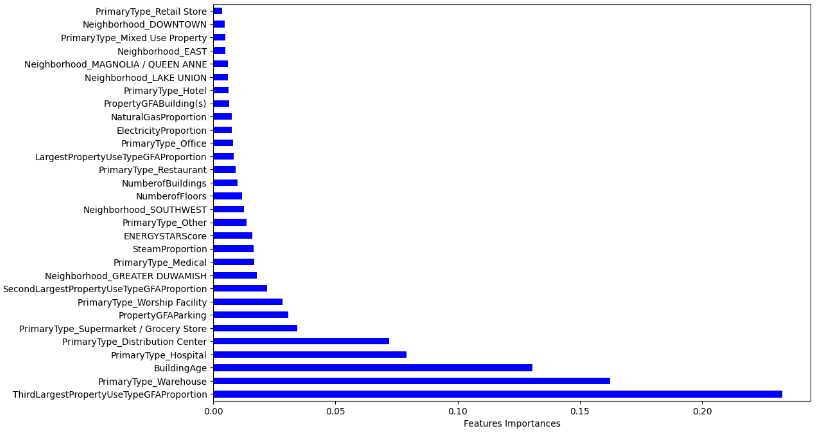 PrimaryType_Retail Store
Neighborhood_DOWNTOWN
PrimaryType_Mixed Use Property
Neighborhood_EAST
Neighborhood_MAGNOLIA / QUEEN ANNE
Neighborhood_LAKE UNION
PrimaryType_Hotel
PropertyGFABuilding(s)
NaturalGasProportion
ElectricityProportion
PrimaryType_Office
LargestPropertyUseTypeGFAProportion
PrimaryType_Restaurant
NumberofBuildings
NumberofFloors
Neighborhood_SOUTHWEST
PrimaryType_Other
ENERGYSTARScore
SteamProportion
PrimaryType_Medical
Neighborhood_GREATER DUWAMISH
SecondLargestPropertyUseTypeGFAProportion
PrimaryType_Worship Facility
PropertyGFAParking
PrimaryType_Supermarket / Grocery Store
PrimaryType_Distribution Center
PrimaryType_Hospital
BuildingAge
PrimaryType_Warehouse
ThirdLargestPropertyUseTypeGFAProportion
0.00 0.05 0.10 0.15 0.20
Features Importances